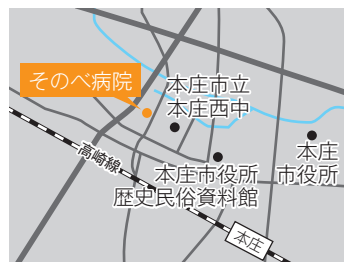 そのべ病院
本庄市立
本庄西中
本庄
市役所
本庄市役所
歴史民俗資料館
高崎線
本庄